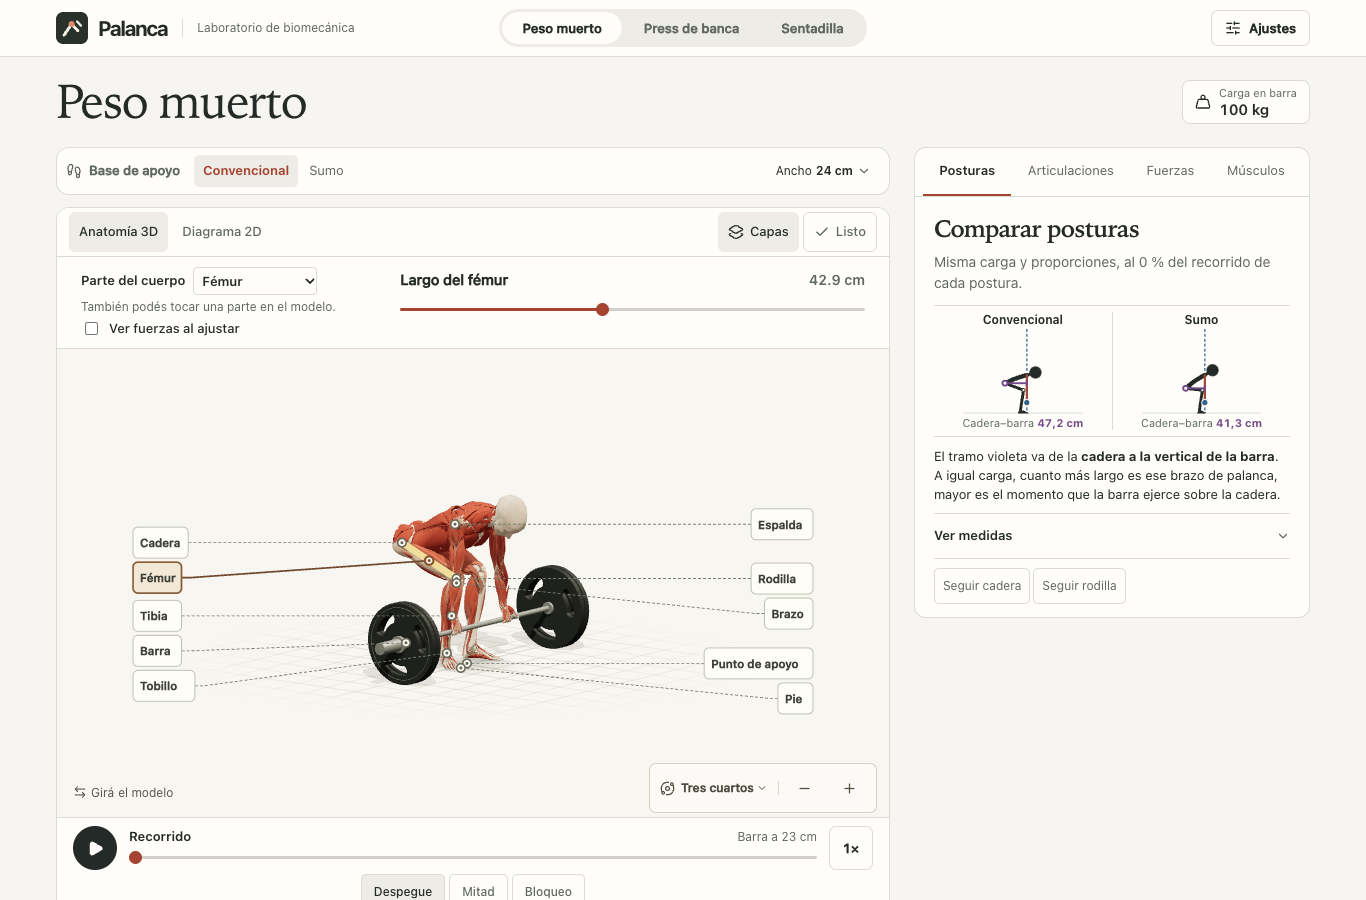 Palanca
Laboratorio de biomecánica
Peso muerto
Press de banca
Sentadilla
Ajustes
Peso muerto
Carga en barra
100 kg
Base de apoyo
Convencional
Sumo
Ancho 24 cm
Posturas
Articulaciones
Fuerzas
Músculos
Anatomía 3D
Diagrama 2D
Capas
Listo
Parte del cuerpo
Fémur
También podés tocar una parte en el modelo.
Ver fuerzas al ajustar
Largo del fémur
42.9 cm
Comparar posturas
Misma carga y proporciones, al 0 % del recorrido de
cada postura.
Convencional
Sumo
Cadera–barra 47,2 cm
Cadera–barra 41,3 cm
El tramo violeta va de la cadera a la vertical de la barra.
A igual carga, cuanto más largo es ese brazo de palanca,
mayor es el momento que la barra ejerce sobre la cadera.
Ver medidas
Seguir cadera
Seguir rodilla
Cadera
Fémur
Tibia
Barra
Tobillo
Espalda
Rodilla
Brazo
Punto de apoyo
Pie
Girá el modelo
Tres cuartos
Recorrido
Barra a 23 cm
1×
Despegue
Mitad
Bloqueo